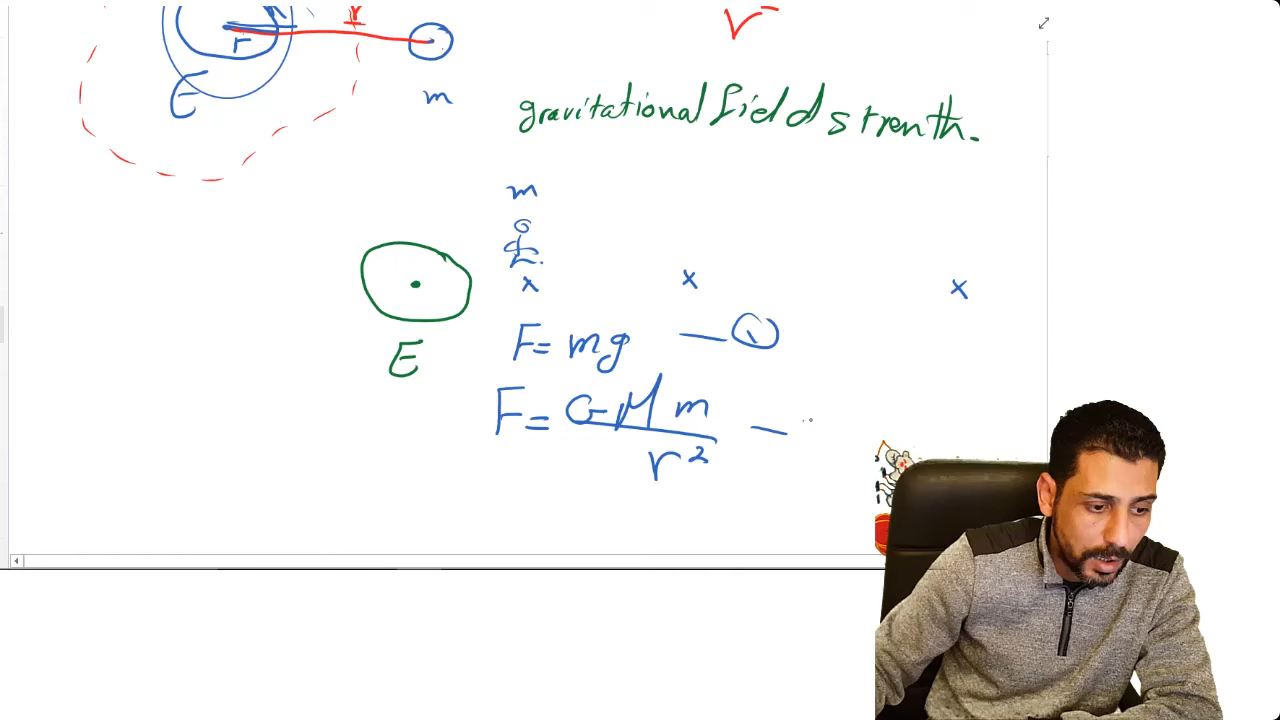 r
E
m
r
gravitational field strenth.
m
x x x
E
F = mg — 1
F = GMm / r² —